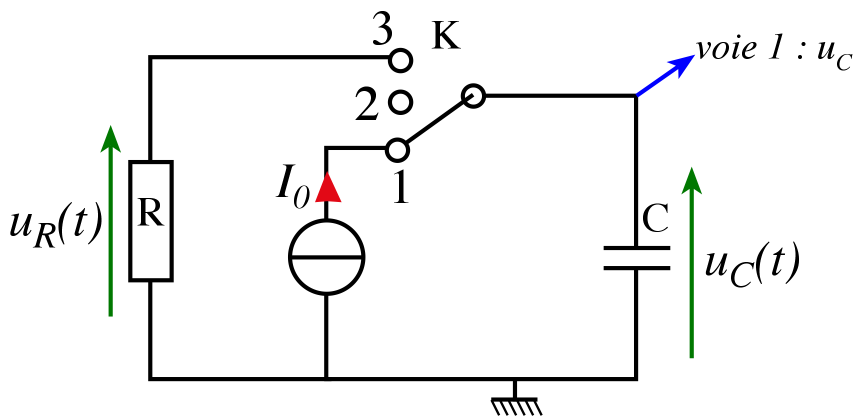 3
K
voie 1 : u_C
2
I_0
1
u_R(t)
R
C
u_C(t)